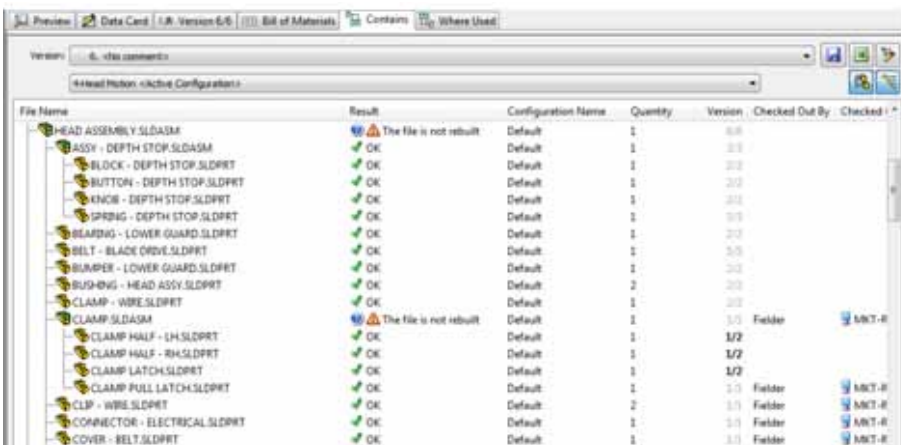 Preview Data Card Version 6/6 Bill of Materials Contains Where Used
Version: 6, <No comment>
<Active Configuration>
File Name Result Configuration Name Quantity Version Checked Out By Checked
HEAD ASSEMBLY.SLDASM The file is not rebuilt Default 1
ASSY - DEPTH STOP.SLDASM OK Default 1
BLOCK - DEPTH STOP.SLDPRT OK Default 1
BUTTON - DEPTH STOP.SLDPRT OK Default 1
KNOB - DEPTH STOP.SLDPRT OK Default 1
SPRING - DEPTH STOP.SLDPRT OK Default 1
BEARING - LOWER GUARD.SLDPRT OK Default 1
BELT - BLADE DRIVE.SLDPRT OK Default 1
BUMPER - LOWER GUARD.SLDPRT OK Default 1
BUSHING - HEAD ASSY.SLDPRT OK Default 2
CLAMP - WIRE.SLDPRT OK Default 1
CLAMP.SLDASM The file is not rebuilt Default 1 Fielder MKT-R
CLAMP HALF - LH.SLDPRT OK Default 1 1/2
CLAMP HALF - RH.SLDPRT OK Default 1 1/2
CLAMP LATCH.SLDPRT OK Default 1 1/2
CLAMP PULL LATCH.SLDPRT OK Default 1 Fielder MKT-R
CLIP - WIRE.SLDPRT OK Default 2 Fielder MKT-R
CONNECTOR - ELECTRICAL.SLDPRT OK Default 1 Fielder MKT-R
COVER - BELT.SLDPRT OK Default 1 Fielder MKT-R